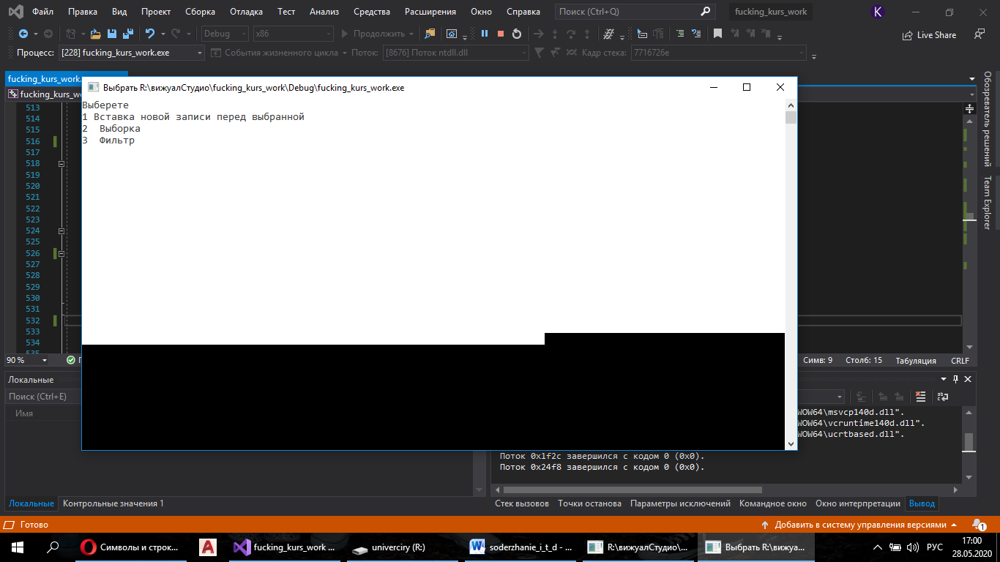 Файл Правка Вид Проект Сборка Отладка Тест Анализ Средства Расширения Окно Справка Поиск (Ctrl+Q) fucking_kurs_work K
Debug x86 Продолжить Live Share
Процесс: [228] fucking_kurs_work.exe События жизненного цикла Поток: [8676] Поток ntdll.dll Кадр стека: 7716726e
fucking_kurs_work.
Выбрать R:\вижуалСтудио\fucking_kurs_work\Debug\fucking_kurs_work.exe
fucking_kurs_wo
Выберете
1 Вставка новой записи перед выбранной
2 Выборка
3 Фильтр
513
514
515
516
517
518
519
520
521
522
523
524
525
526
527
528
529
530
531
532
533
534
535
Обозреватель решений
Team Explorer
90 % Симв: 9 Столб: 15 Табуляция CRLF
Локальные
Поиск (Ctrl+E)
Имя
WOW64\msvcp140d.dll".
WOW64\vcruntime140d.dll".
WOW64\ucrtbased.dll".
Поток 0x1f2c завершился с кодом 0 (0x0).
Поток 0x24f8 завершился с кодом 0 (0x0).
Локальные Контрольные значения 1 Стек вызовов Точки останова Параметры исключений Командное окно Окно интерпретации Вывод
Готово Добавить в систему управления версиями 1
Символы и строк... fucking_kurs_work ... univerciry (R:) soderzhanie_i_t_d - ... R:\вижуалСтудио\... Выбрать R:\вижуа... РУС 17:00
28.05.2020